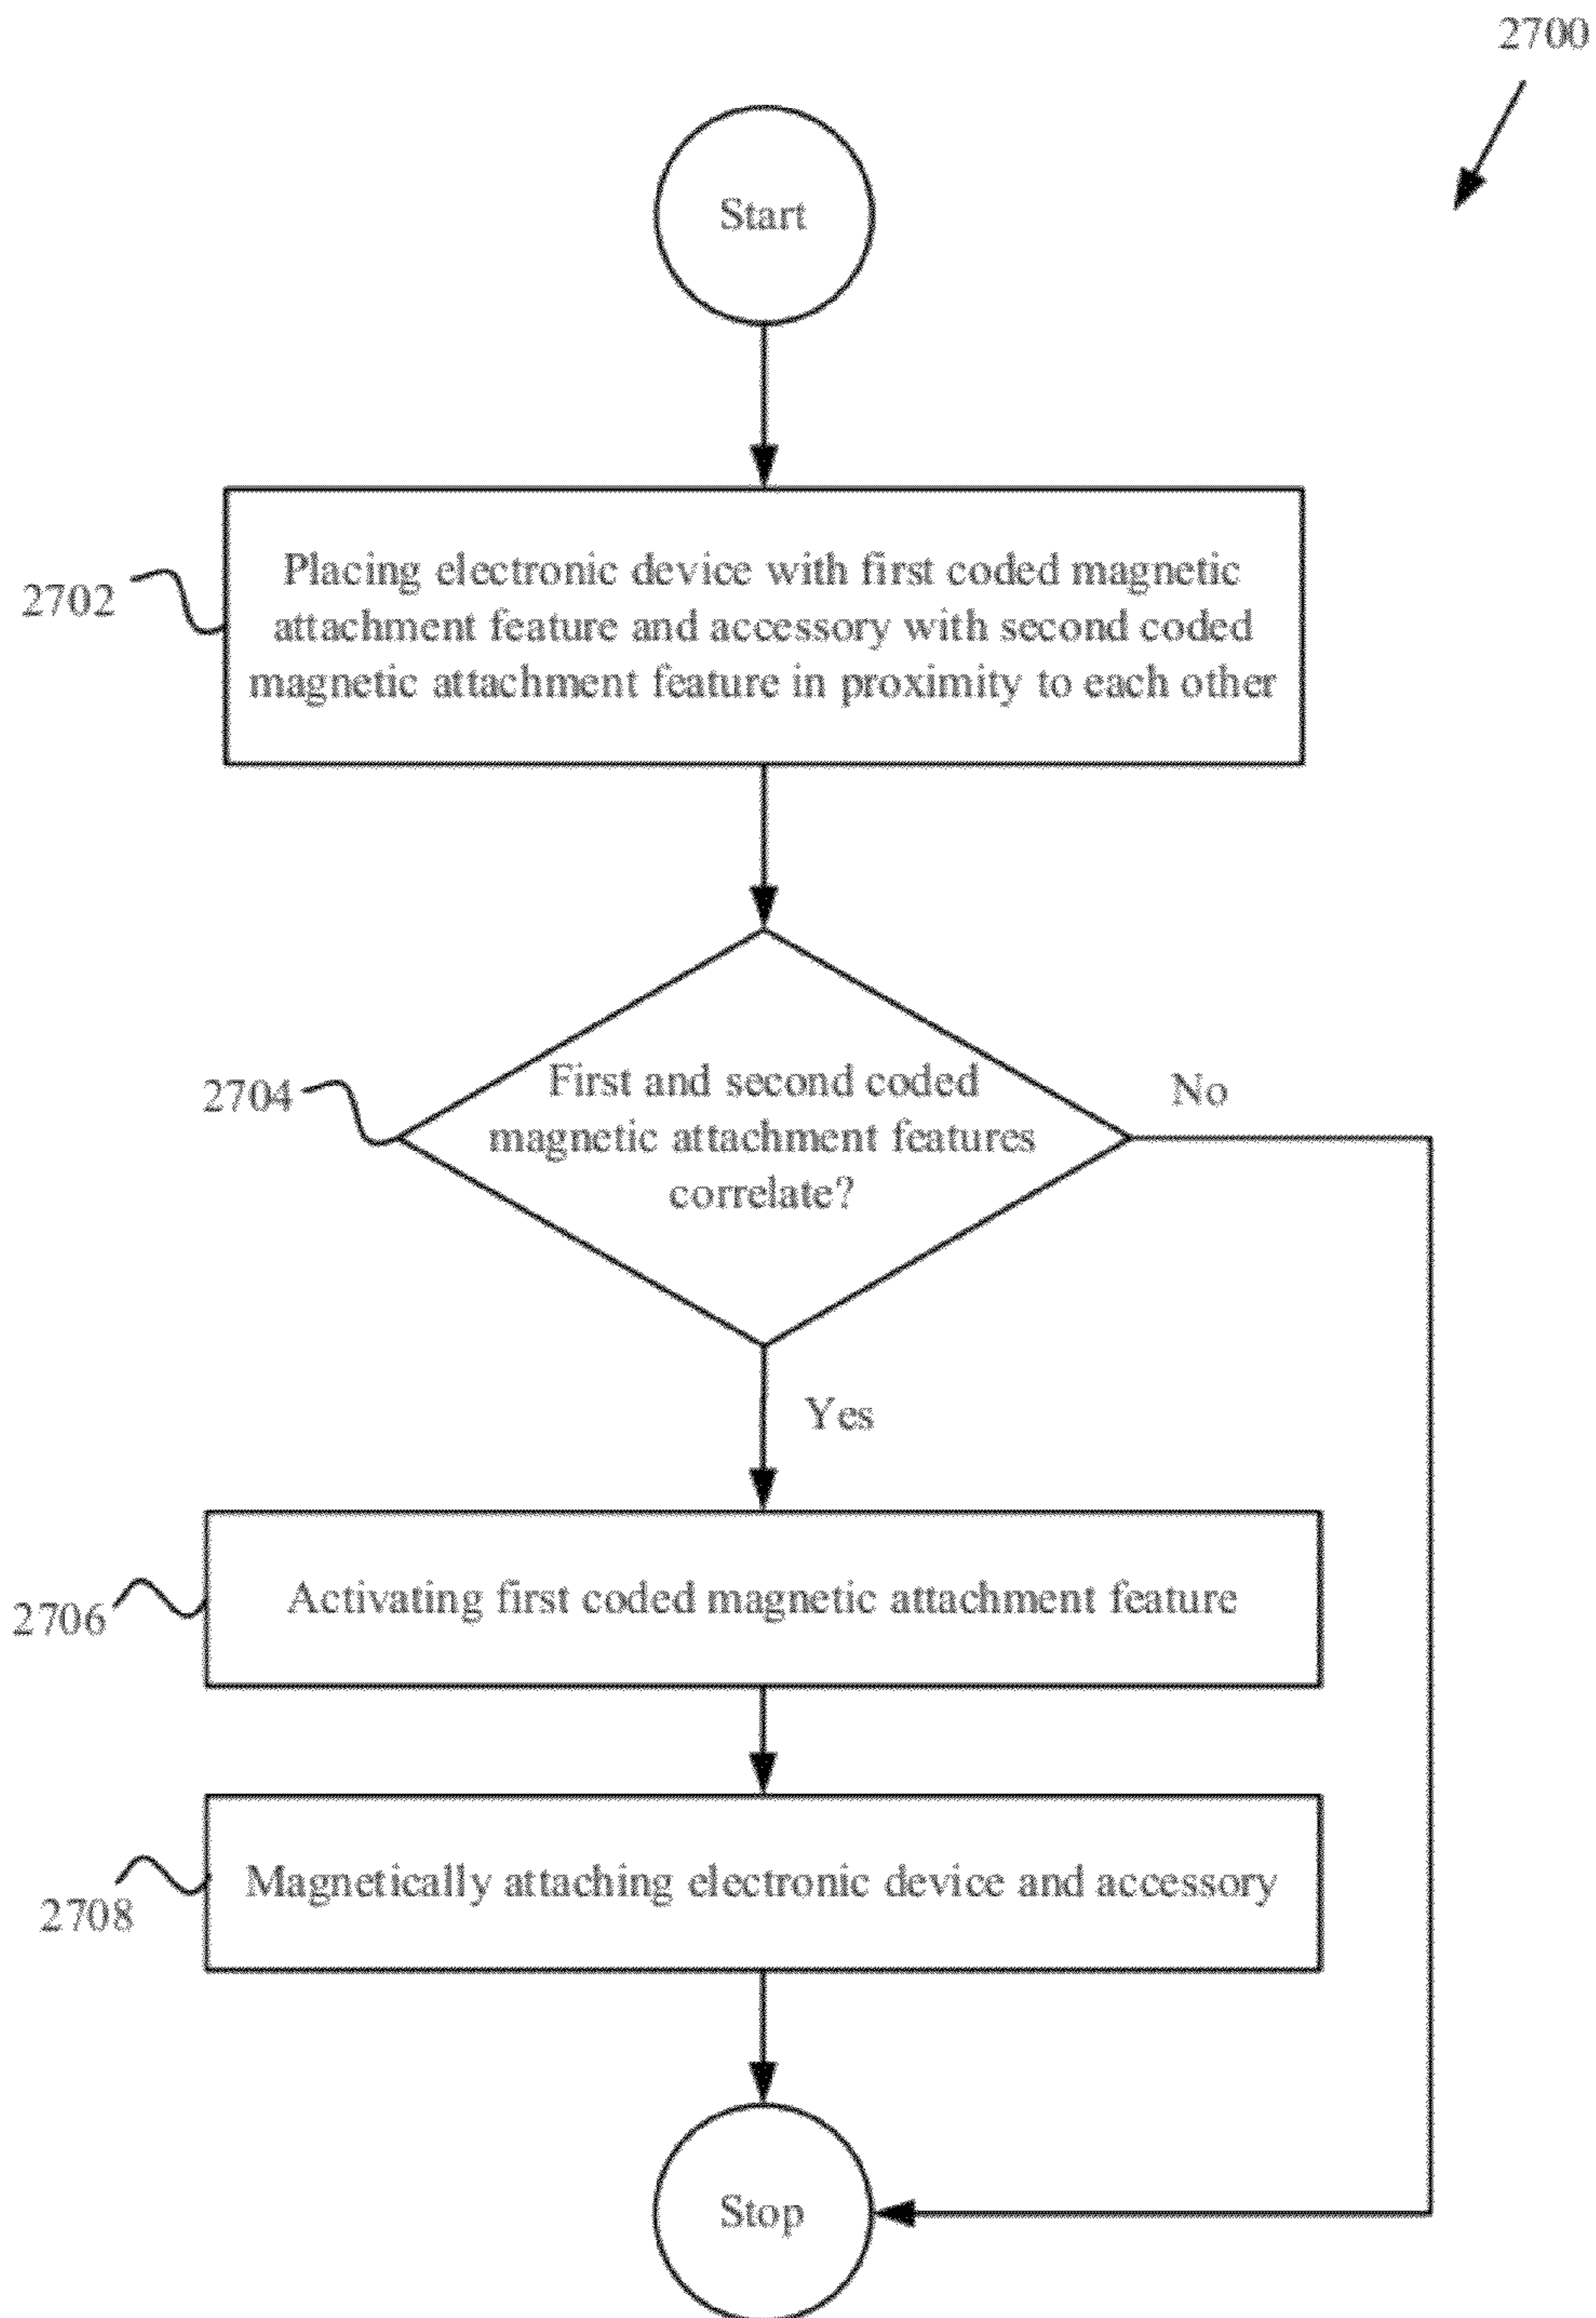 2700
Start
2702
Placing electronic device with first coded magnetic
attachment feature and accessory with second coded
magnetic attachment feature in proximity to each other
2704
First and second coded
magnetic attachment features
correlate?
No
Yes
2706
Activating first coded magnetic attachment feature
2708
Magnetically attaching electronic device and accessory
Stop